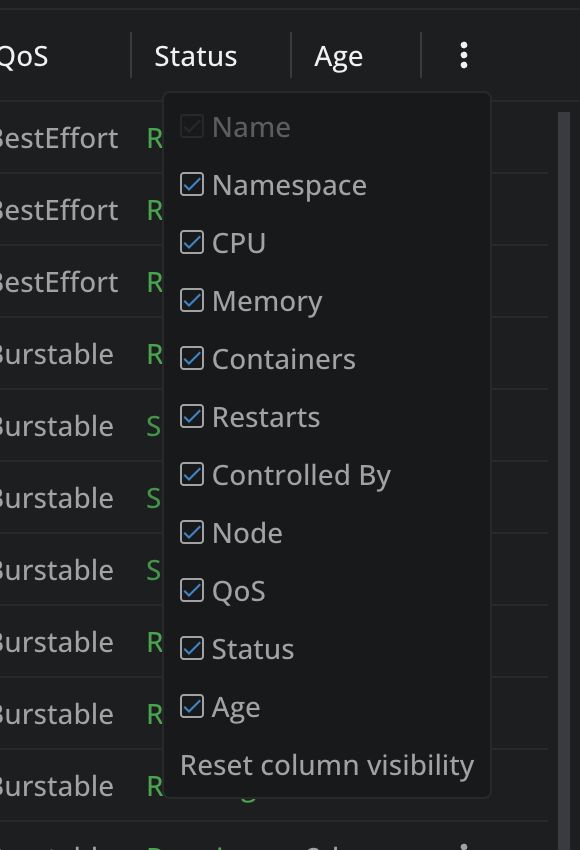 QoS Status Age
Name
BestEffort R
Namespace
BestEffort R
CPU
BestEffort R
Memory
Burstable R
Containers
Restarts
Burstable S
Controlled By
Burstable S
Node
Burstable S
QoS
Burstable R
Status
Burstable R
Age
Reset column visibility
Burstable R